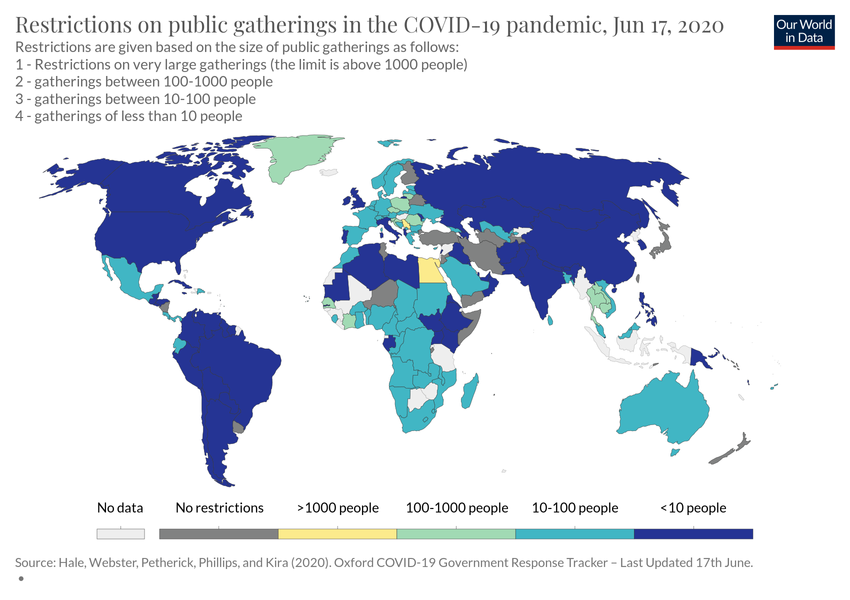 Restrictions on public gatherings in the COVID-19 pandemic, Jun 17, 2020
Our World
in Data
Restrictions are given based on the size of public gatherings as follows:
1 - Restrictions on very large gatherings (the limit is above 1000 people)
2 - gatherings between 100-1000 people
3 - gatherings between 10-100 people
4 - gatherings of less than 10 people
No data
No restrictions
>1000 people
100-1000 people
10-100 people
<10 people
Source: Hale, Webster, Petherick, Phillips, and Kira (2020). Oxford COVID-19 Government Response Tracker – Last Updated 17th June.